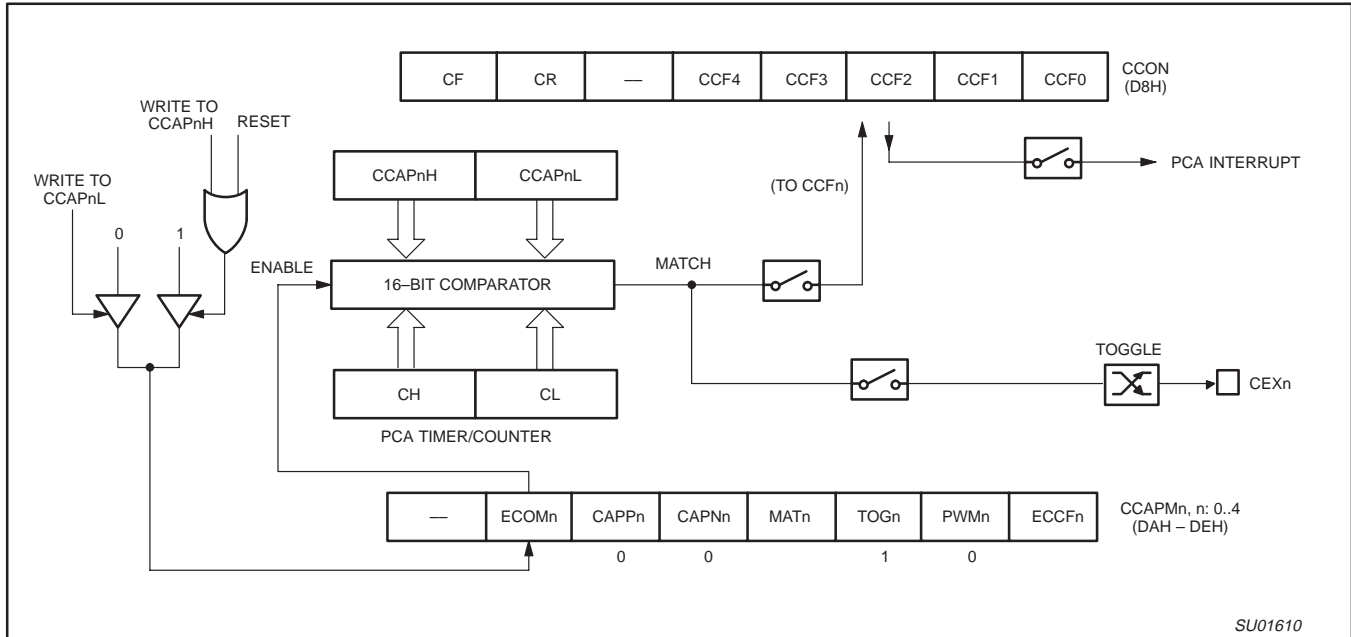 CF CR — CCF4 CCF3 CCF2 CCF1 CCF0
CCON
(D8H)
WRITE TO
CCAPnH
RESET
WRITE TO
CCAPnL
0 1
CCAPnH CCAPnL
(TO CCFn)
PCA INTERRUPT
ENABLE
16–BIT COMPARATOR
MATCH
TOGGLE
CH CL
CEXn
PCA TIMER/COUNTER
— ECOMn CAPPn CAPNn MATn TOGn PWMn ECCFn
CCAPMn, n: 0..4
(DAH – DEH)
0 0 1 0
SU01610